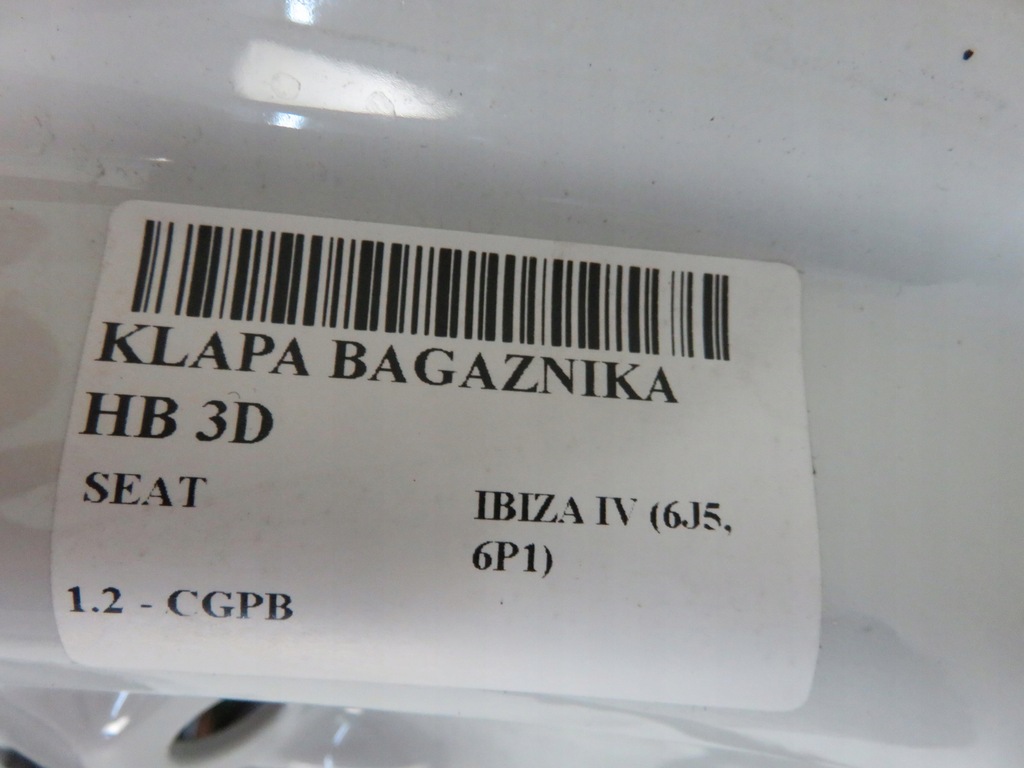 KLAPA BAGAZNIKA
HB 3D
SEAT
IBIZA IV (6J5,
6P1)
1.2 - CGPB